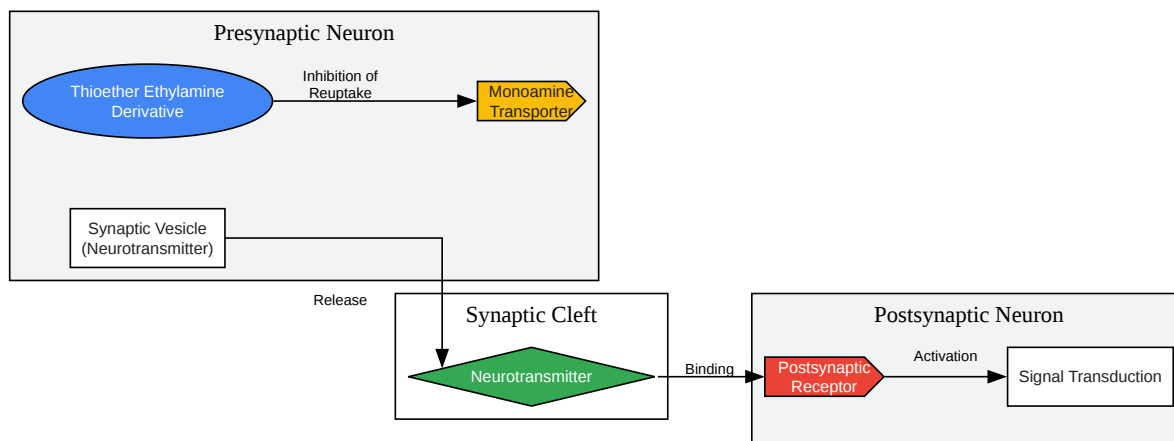 Presynaptic Neuron
Thioether Ethylamine
Derivative
Inhibition of
Reuptake
Monoamine
Transporter
Synaptic Vesicle
(Neurotransmitter)
Release
Synaptic Cleft
Neurotransmitter
Binding
Postsynaptic Neuron
Postsynaptic
Receptor
Activation
Signal Transduction